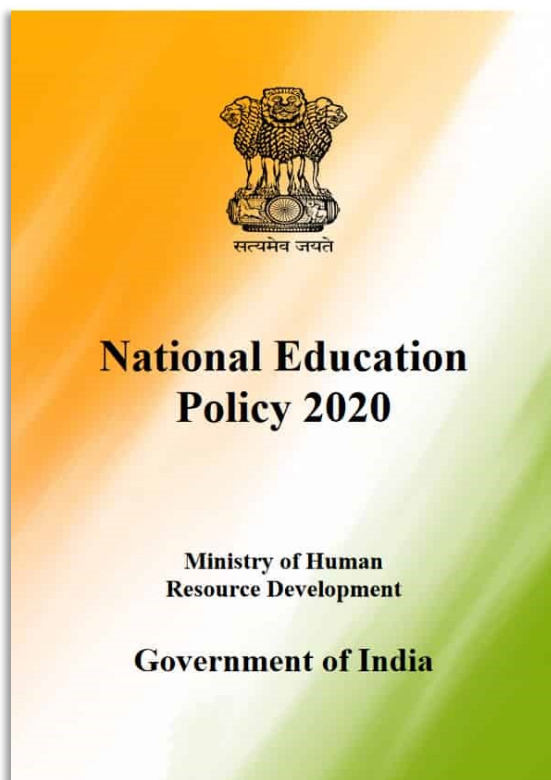 सत्यमेव जयते
National Education
Policy 2020
Ministry of Human
Resource Development
Government of India